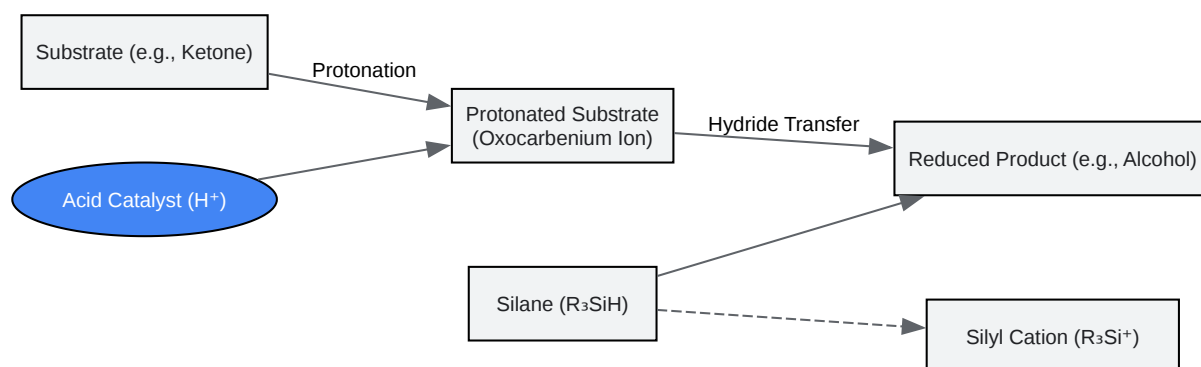 Substrate (e.g., Ketone)
Protonation
Protonated Substrate
(Oxocarbenium Ion)
Hydride Transfer
Reduced Product (e.g., Alcohol)
Acid Catalyst (H⁺)
Silane (R₃SiH)
Silyl Cation (R₃Si⁺)